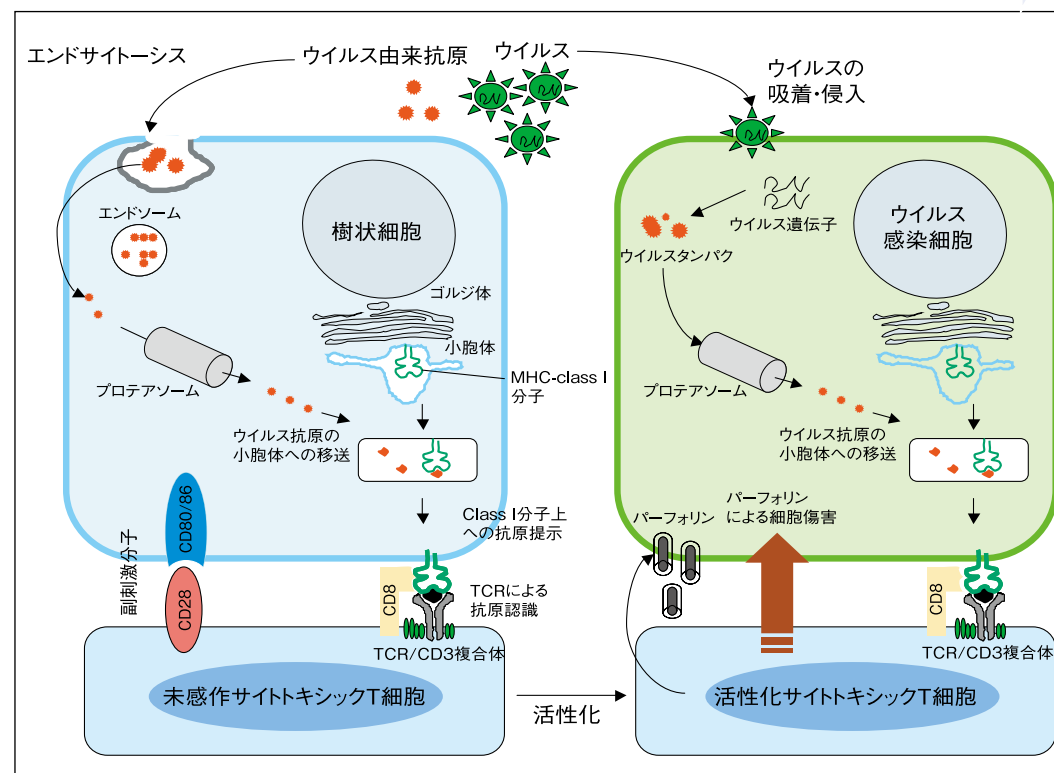 エンドサイトーシス
ウイルス由来抗原
ウイルス
ウイルスの
吸着・侵入
エンドソーム
樹状細胞
ゴルジ体
小胞体
MHC-class I
分子
プロテアソーム
ウイルス抗原の
小胞体への移送
Class I分子上
への抗原提示
副刺激分子
CD80/86
CD28
CD8
TCRによる
抗原認識
TCR/CD3複合体
未感作サイトトキシックT細胞
活性化
ウイルス遺伝子
ウイルスタンパク
ウイルス
感染細胞
プロテアソーム
ウイルス抗原の
小胞体への移送
パーフォリン
パーフォリン
による細胞傷害
CD8
TCR/CD3複合体
活性化サイトトキシックT細胞